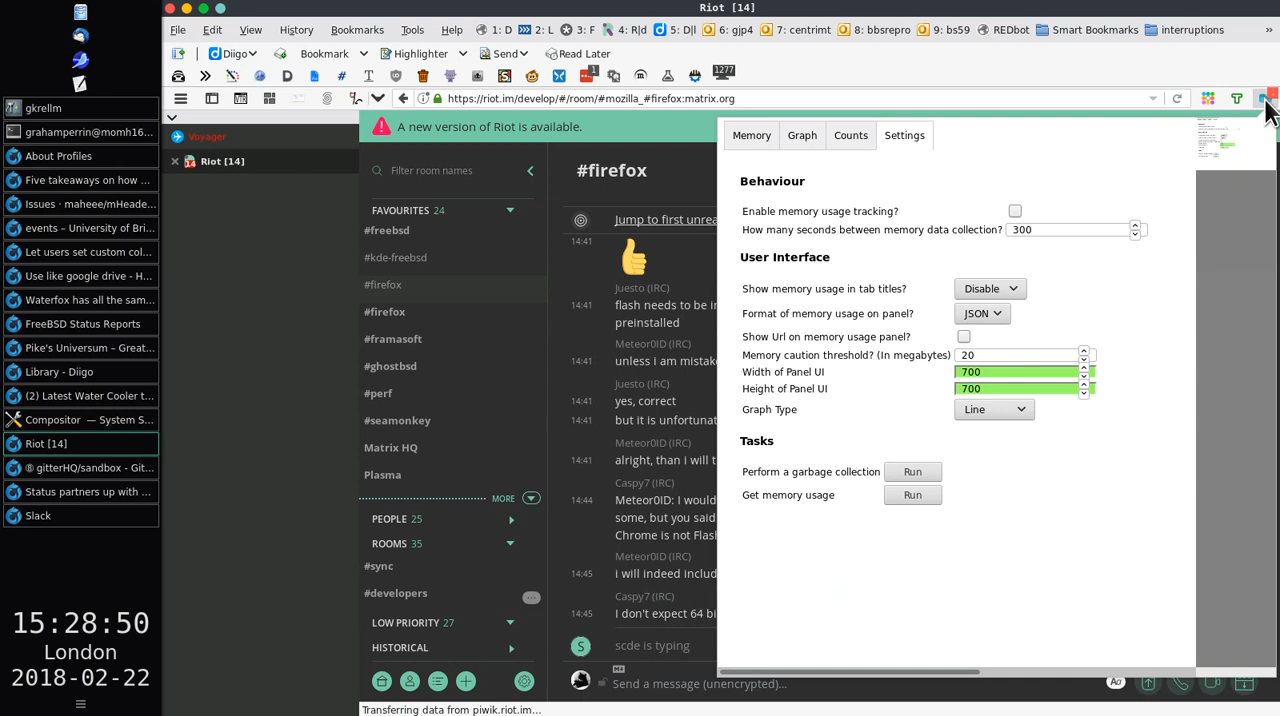 Riot [14]
File Edit View History Bookmarks Tools Help 1: D 2: L 3: F 4: R|d 5: D|l 6: gjp4 7: centrimt 8: bbsrepo 9: bs59 REDbot Smart Bookmarks interruptions »
Diigo Bookmark Highlighter Send Read Later
1 1277
https://riot.im/develop/#/room/#mozilla_#firefox:matrix.org
gkrellm
grahamperrin@momh16...
About Profiles
Five takeaways on how ...
Issues · maheee/mHeade...
events – University of Bri...
Let users set custom col...
Use like google drive - H...
Waterfox has all the sam...
FreeBSD Status Reports
Pike's Universum – Great...
Library - Diigo
(2) Latest Water Cooler t...
Compositor — System S...
Riot [14]
® gitterHQ/sandbox - Git...
Status partners up with ...
Slack
15:28:50
London
2018-02-22
Voyager
14 Riot [14]
A new version of Riot is available.
Filter room names
FAVOURITES 24
#freebsd
#kde-freebsd
#firefox
#firefox
#framasoft
#ghostbsd
#perf
#seamonkey
Matrix HQ
Plasma
MORE
PEOPLE 25
ROOMS 35
#sync
#developers
LOW PRIORITY 27
HISTORICAL
#firefox
Jump to first unrea
14:41
Juesto (IRC)
14:41 flash needs to be in
preinstalled
Meteor0ID (IRC)
14:41 unless i am mistak
Juesto (IRC)
14:41 yes, correct
14:41 but it is unfortunat
Meteor0ID (IRC)
14:41 alright, than i will t
Caspy7 (IRC)
14:44 Meteor0ID: I would
some, but you said
Chrome is not Flas
Meteor0ID (IRC)
14:45 i will indeed includ
Caspy7 (IRC)
14:45 I don't expect 64 bi
S scde is typing
Send a message (unencrypted)...
Transferring data from piwik.riot.im...
Memory Graph Counts Settings
Behaviour
Enable memory usage tracking?
How many seconds between memory data collection? 300
User Interface
Show memory usage in tab titles? Disable
Format of memory usage on panel? JSON
Show Url on memory usage panel?
Memory caution threshold? (In megabytes) 20
Width of Panel UI 700
Height of Panel UI 700
Graph Type Line
Tasks
Perform a garbage collection Run
Get memory usage Run
Aa